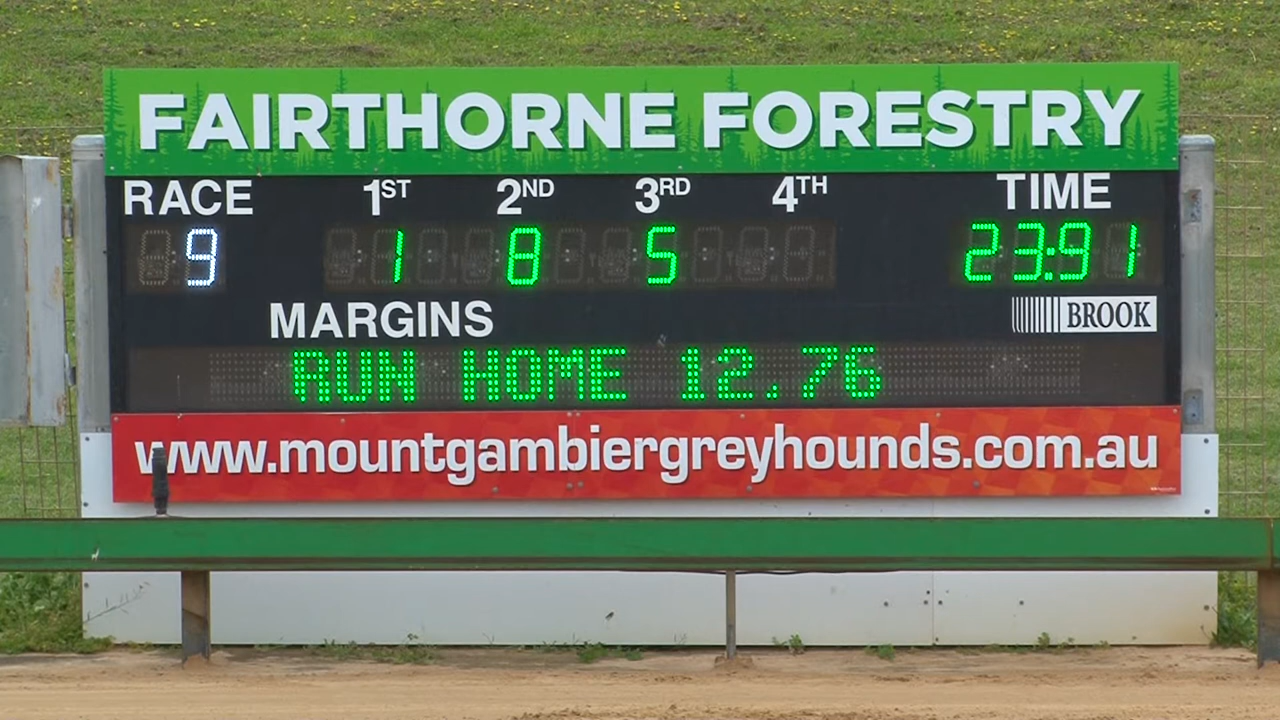 FAIRTHORNE FORESTRY
RACE 1ST 2ND 3RD 4TH TIME
9 1 8 5 23.91
MARGINS
BROOK
RUN HOME 12.76
www.mountgambiergreyhounds.com.au